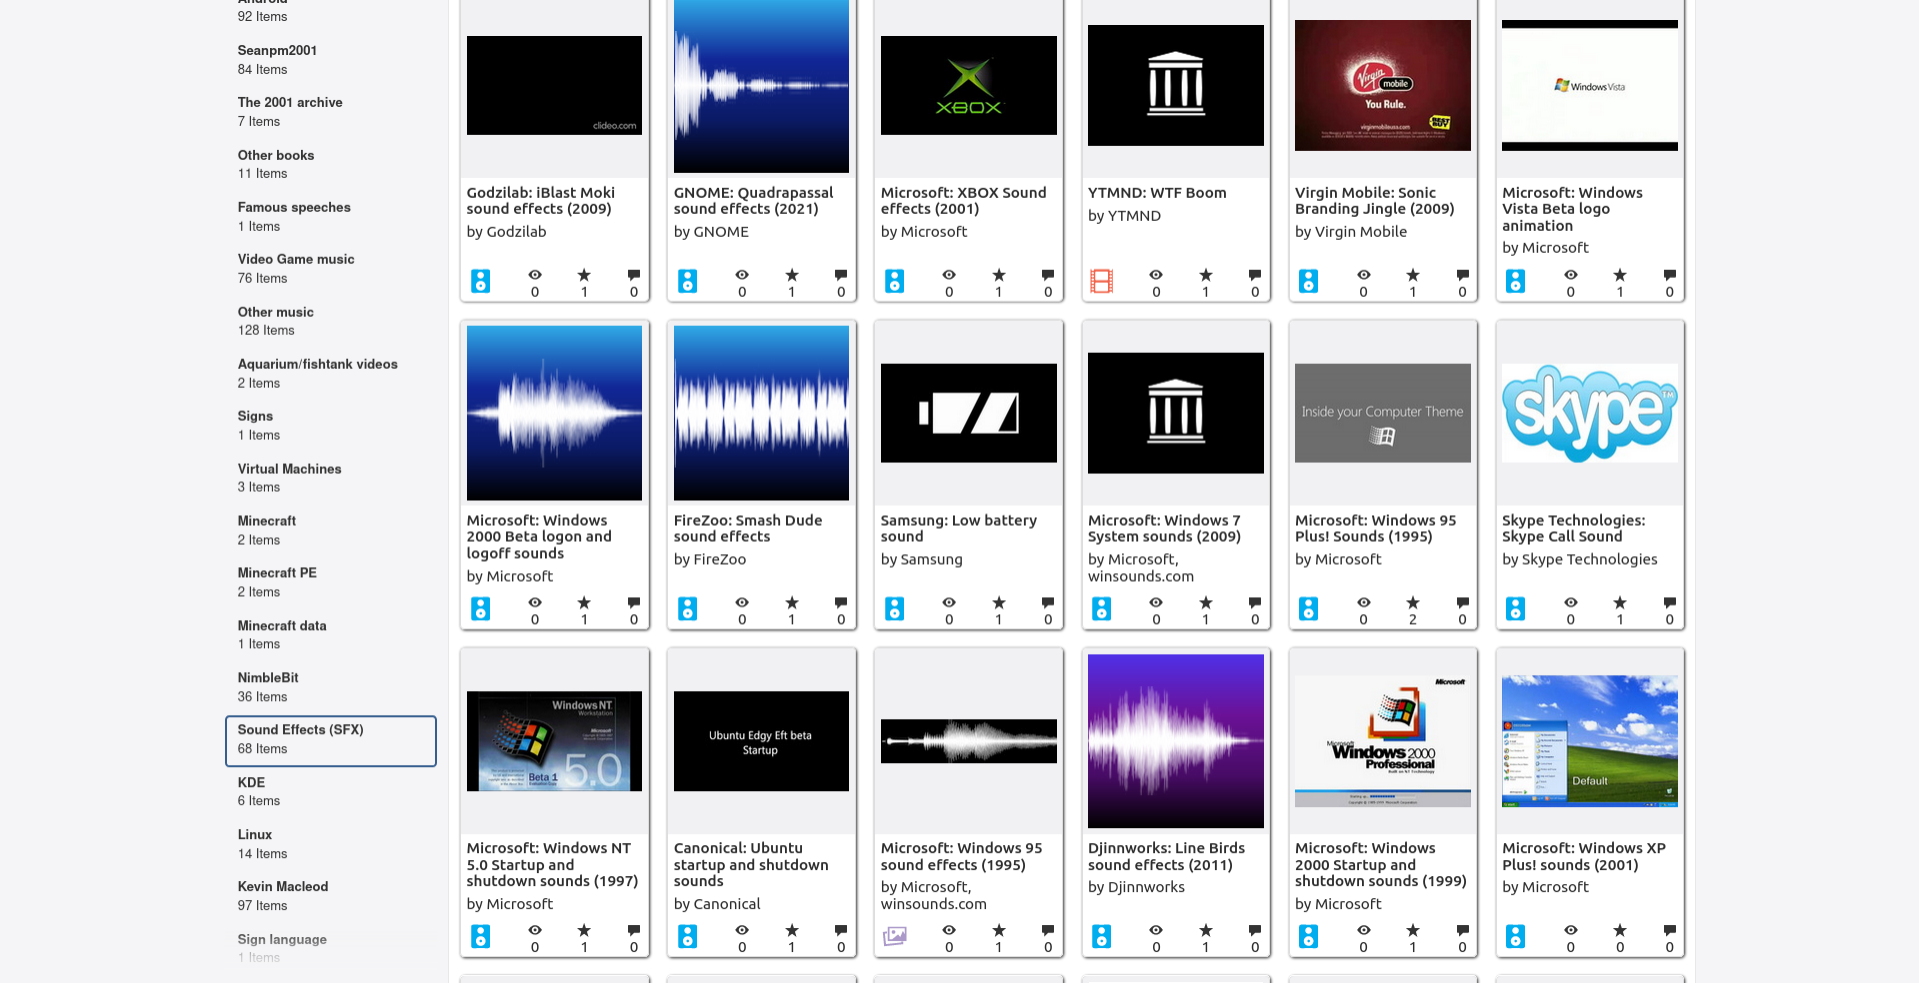 Android
92 Items
Seanpm2001
84 Items
The 2001 archive
7 Items
Other books
11 Items
Famous speeches
1 Items
Video Game music
76 Items
Other music
128 Items
Aquarium/fishtank videos
2 Items
Signs
1 Items
Virtual Machines
3 Items
Minecraft
2 Items
Minecraft PE
2 Items
Minecraft data
1 Items
NimbleBit
36 Items
Sound Effects (SFX)
68 Items
KDE
6 Items
Linux
14 Items
Kevin Macleod
97 Items
Sign language
1 Items
clideo.com
Godzilab: iBlast Moki
sound effects (2009)
by Godzilab
0 1 0
GNOME: Quadrapassal
sound effects (2021)
by GNOME
0 1 0
XBOX
Microsoft: XBOX Sound
effects (2001)
by Microsoft
0 1 0
YTMND: WTF Boom
by YTMND
0 1 0
Virgin mobile
You Rule.
virginmobileusa.com
BEST BUY
Virgin Mobile: Sonic
Branding Jingle (2009)
by Virgin Mobile
0 1 0
Windows Vista
Microsoft: Windows
Vista Beta logo
animation
by Microsoft
0 1 0
Microsoft: Windows
2000 Beta logon and
logoff sounds
by Microsoft
0 1 0
FireZoo: Smash Dude
sound effects
by FireZoo
0 1 0
Samsung: Low battery
sound
by Samsung
0 1 0
Microsoft: Windows 7
System sounds (2009)
by Microsoft,
winsounds.com
0 1 0
Inside your Computer Theme
Microsoft: Windows 95
Plus! Sounds (1995)
by Microsoft
0 2 0
skype TM
Skype Technologies:
Skype Call Sound
by Skype Technologies
0 1 0
Windows NT
Workstation
Microsoft
Beta 1
5.0
Microsoft: Windows NT
5.0 Startup and
shutdown sounds (1997)
by Microsoft
0 1 0
Ubuntu Edgy Eft beta
Startup
Canonical: Ubuntu
startup and shutdown
sounds
by Canonical
0 1 0
Microsoft: Windows 95
sound effects (1995)
by Microsoft,
winsounds.com
0 1 0
Djinnworks: Line Birds
sound effects (2011)
by Djinnworks
0 1 0
Microsoft
Microsoft
Windows 2000
Professional
Built on NT Technology
Microsoft: Windows
2000 Startup and
shutdown sounds (1999)
by Microsoft
0 1 0
Default
Microsoft: Windows XP
Plus! sounds (2001)
by Microsoft
0 0 0